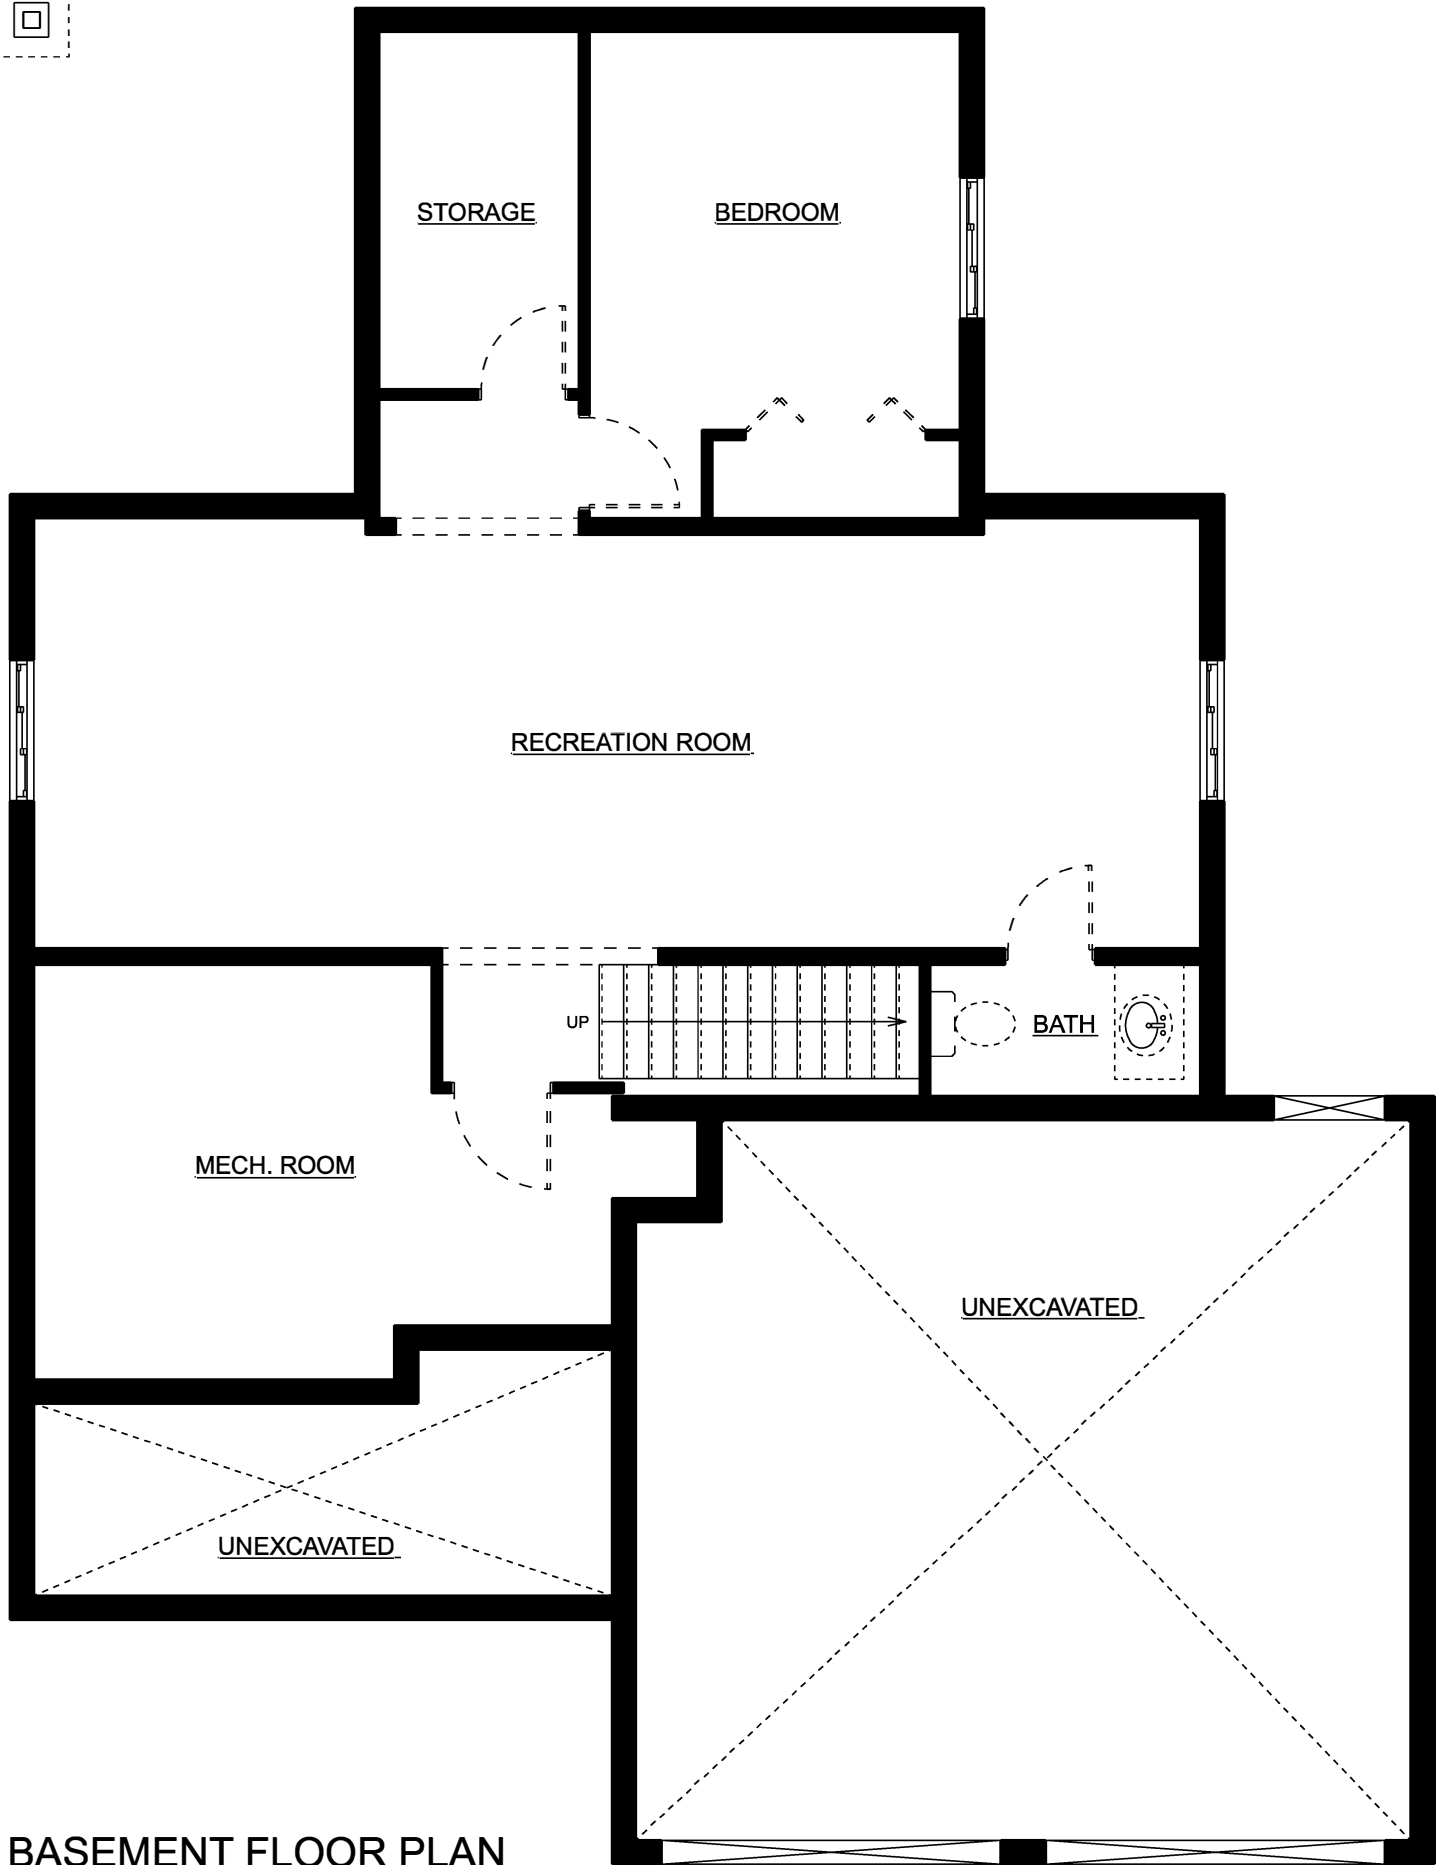 STORAGE
BEDROOM
RECREATION ROOM
UP
BATH
MECH. ROOM
UNEXCAVATED
UNEXCAVATED
BASEMENT FLOOR PLAN